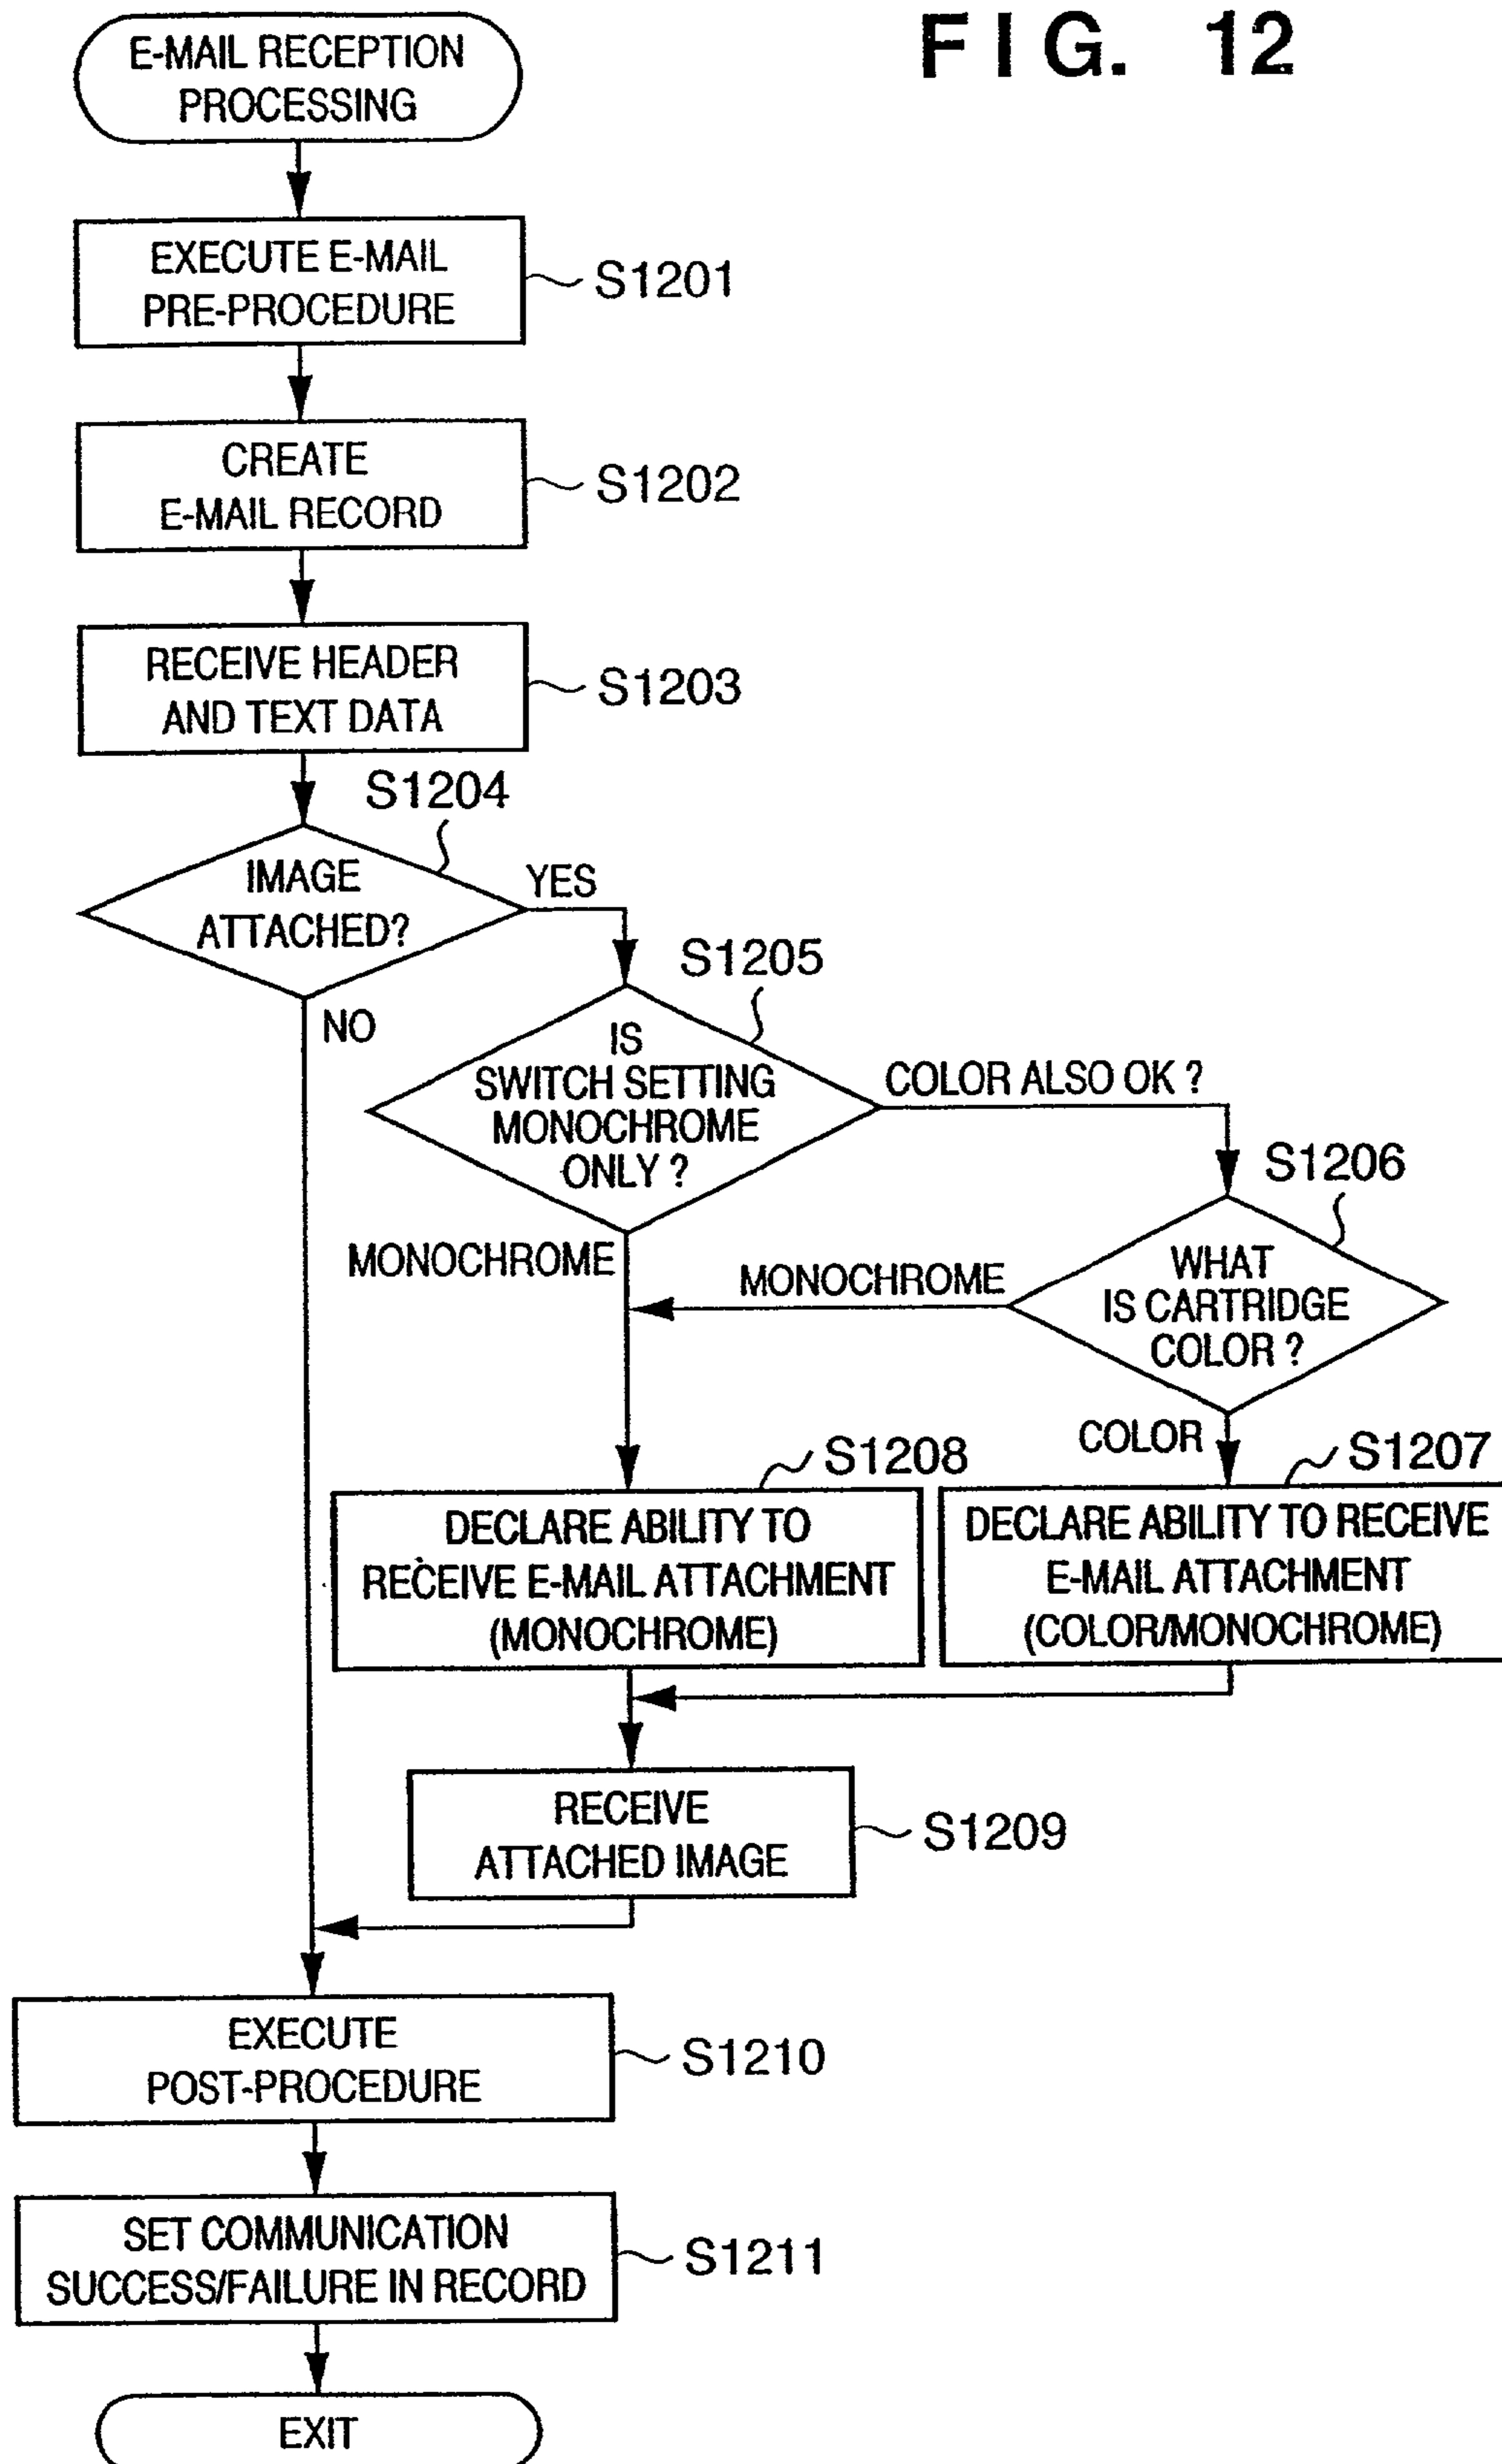 FIG. 12
E-MAIL RECEPTION
PROCESSING
EXECUTE E-MAIL
PRE-PROCEDURE
S1201
CREATE
E-MAIL RECORD
S1202
RECEIVE HEADER
AND TEXT DATA
S1203
S1204
IMAGE
ATTACHED?
YES
NO
S1205
IS
SWITCH SETTING
MONOCHROME
ONLY ?
COLOR ALSO OK ?
MONOCHROME
S1206
WHAT
IS CARTRIDGE
COLOR ?
MONOCHROME
COLOR
S1208
DECLARE ABILITY TO
RECEIVE E-MAIL ATTACHMENT
(MONOCHROME)
S1207
DECLARE ABILITY TO RECEIVE
E-MAIL ATTACHMENT
(COLOR/MONOCHROME)
RECEIVE
ATTACHED IMAGE
S1209
EXECUTE
POST-PROCEDURE
S1210
SET COMMUNICATION
SUCCESS/FAILURE IN RECORD
S1211
EXIT